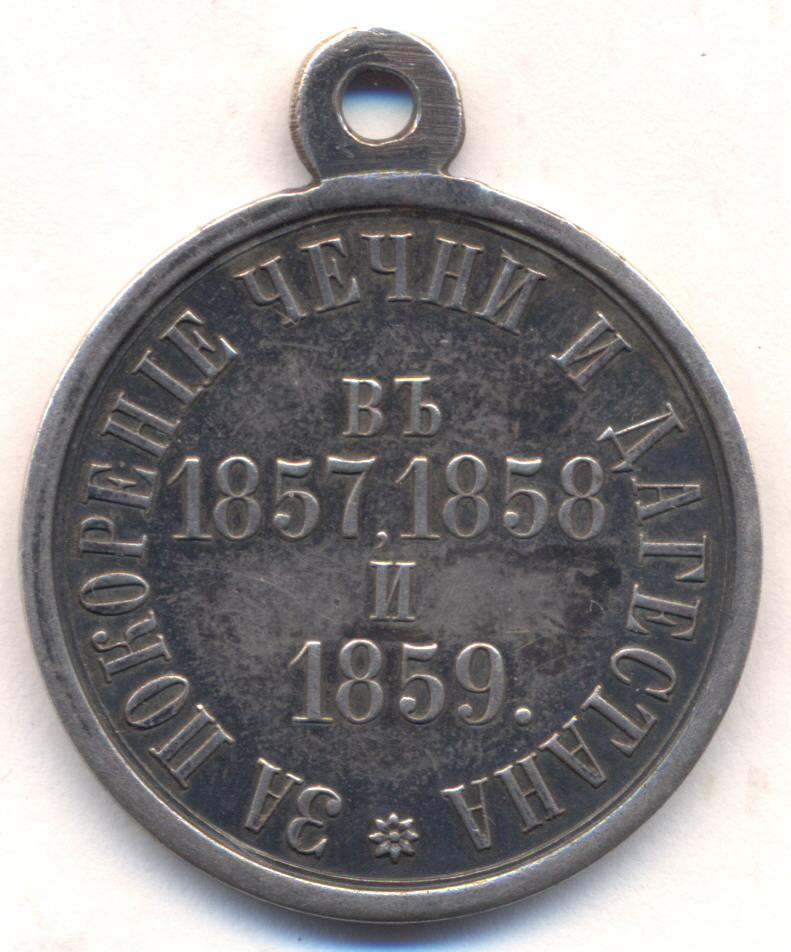 ЗА ПОКОРЕНІЕ ЧЕЧНИ И ДАГЕСТАНА
ВЪ
1857, 1858
И
1859.